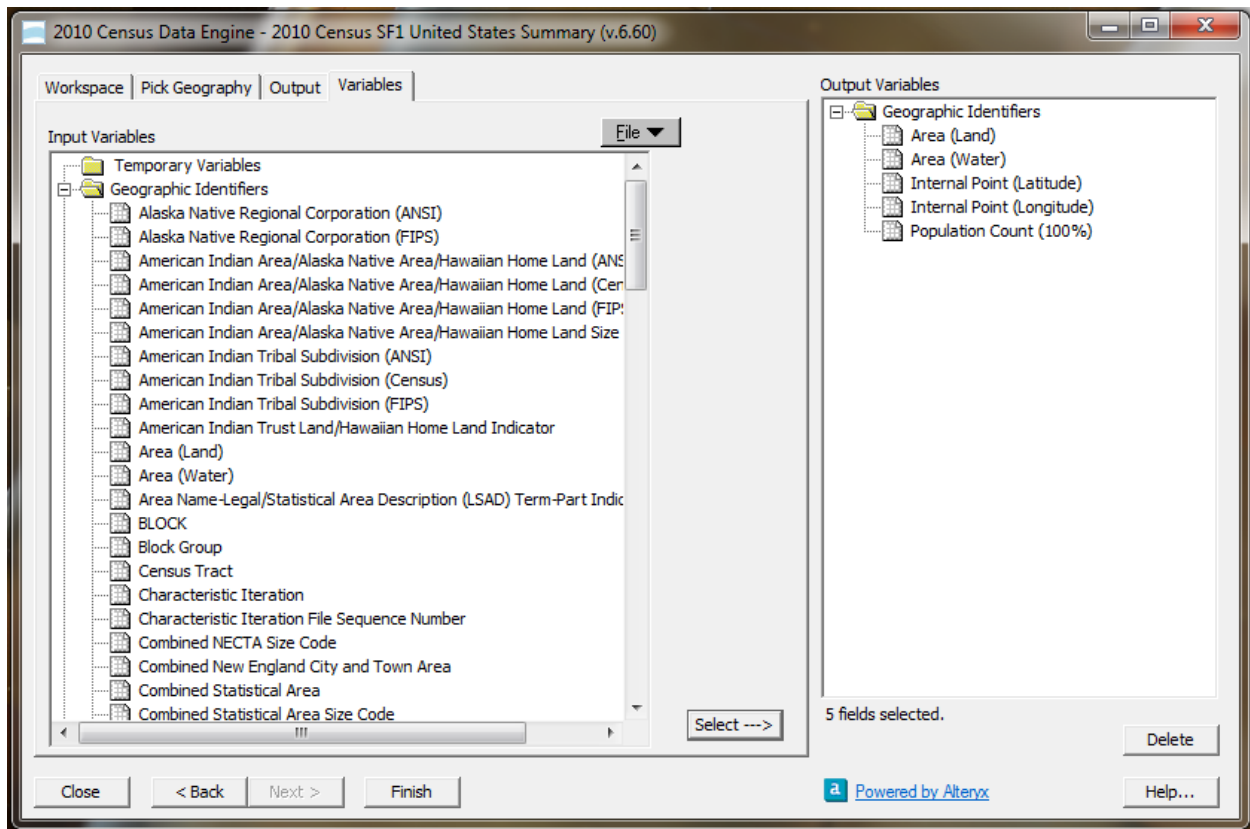 2010 Census Data Engine - 2010 Census SF1 United States Summary (v.6.60)
Workspace
Pick Geography
Output
Variables
Input Variables
File
Temporary Variables
Geographic Identifiers
Alaska Native Regional Corporation (ANSI)
Alaska Native Regional Corporation (FIPS)
American Indian Area/Alaska Native Area/Hawaiian Home Land (ANS
American Indian Area/Alaska Native Area/Hawaiian Home Land (Cen
American Indian Area/Alaska Native Area/Hawaiian Home Land (FIP
American Indian Area/Alaska Native Area/Hawaiian Home Land Size
American Indian Tribal Subdivision (ANSI)
American Indian Tribal Subdivision (Census)
American Indian Tribal Subdivision (FIPS)
American Indian Trust Land/Hawaiian Home Land Indicator
Area (Land)
Area (Water)
Area Name-Legal/Statistical Area Description (LSAD) Term-Part Indic
BLOCK
Block Group
Census Tract
Characteristic Iteration
Characteristic Iteration File Sequence Number
Combined NECTA Size Code
Combined New England City and Town Area
Combined Statistical Area
Combined Statistical Area Size Code
Select --->
Output Variables
Geographic Identifiers
Area (Land)
Area (Water)
Internal Point (Latitude)
Internal Point (Longitude)
Population Count (100%)
5 fields selected.
Delete
Close
< Back
Next >
Finish
a
Powered by Alteryx
Help...